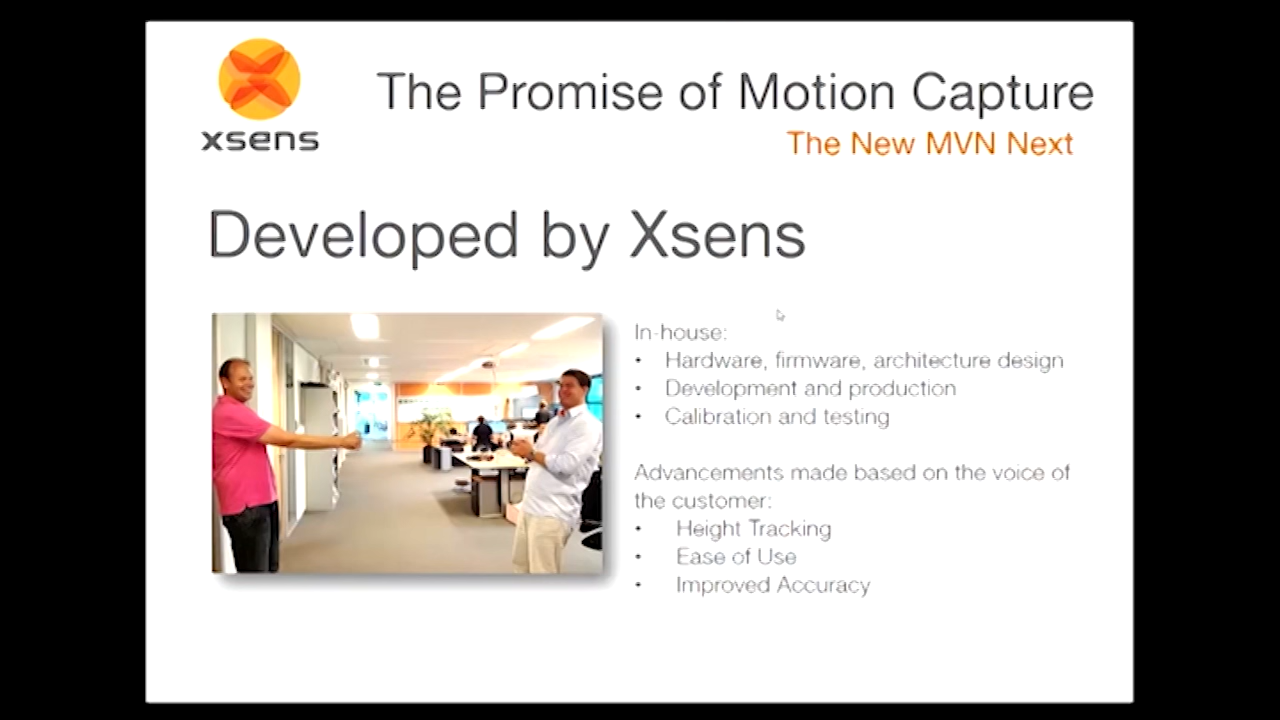 xsens
The Promise of Motion Capture
The New MVN Next
Developed by Xsens
In-house:
• Hardware, firmware, architecture design
• Development and production
• Calibration and testing
Advancements made based on the voice of
the customer:
• Height Tracking
• Ease of Use
• Improved Accuracy